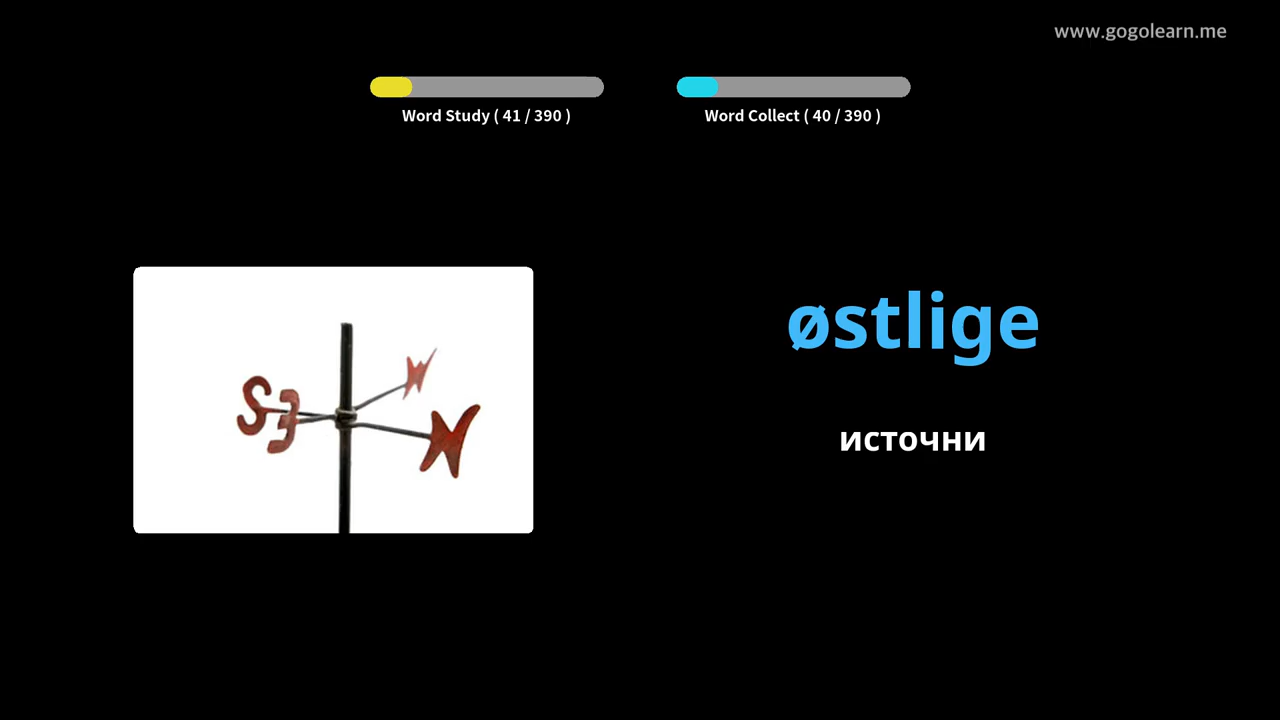 www.gogolearn.me
Word Study ( 41 / 390 )
Word Collect ( 40 / 390 )
østlige
источни
S E N W